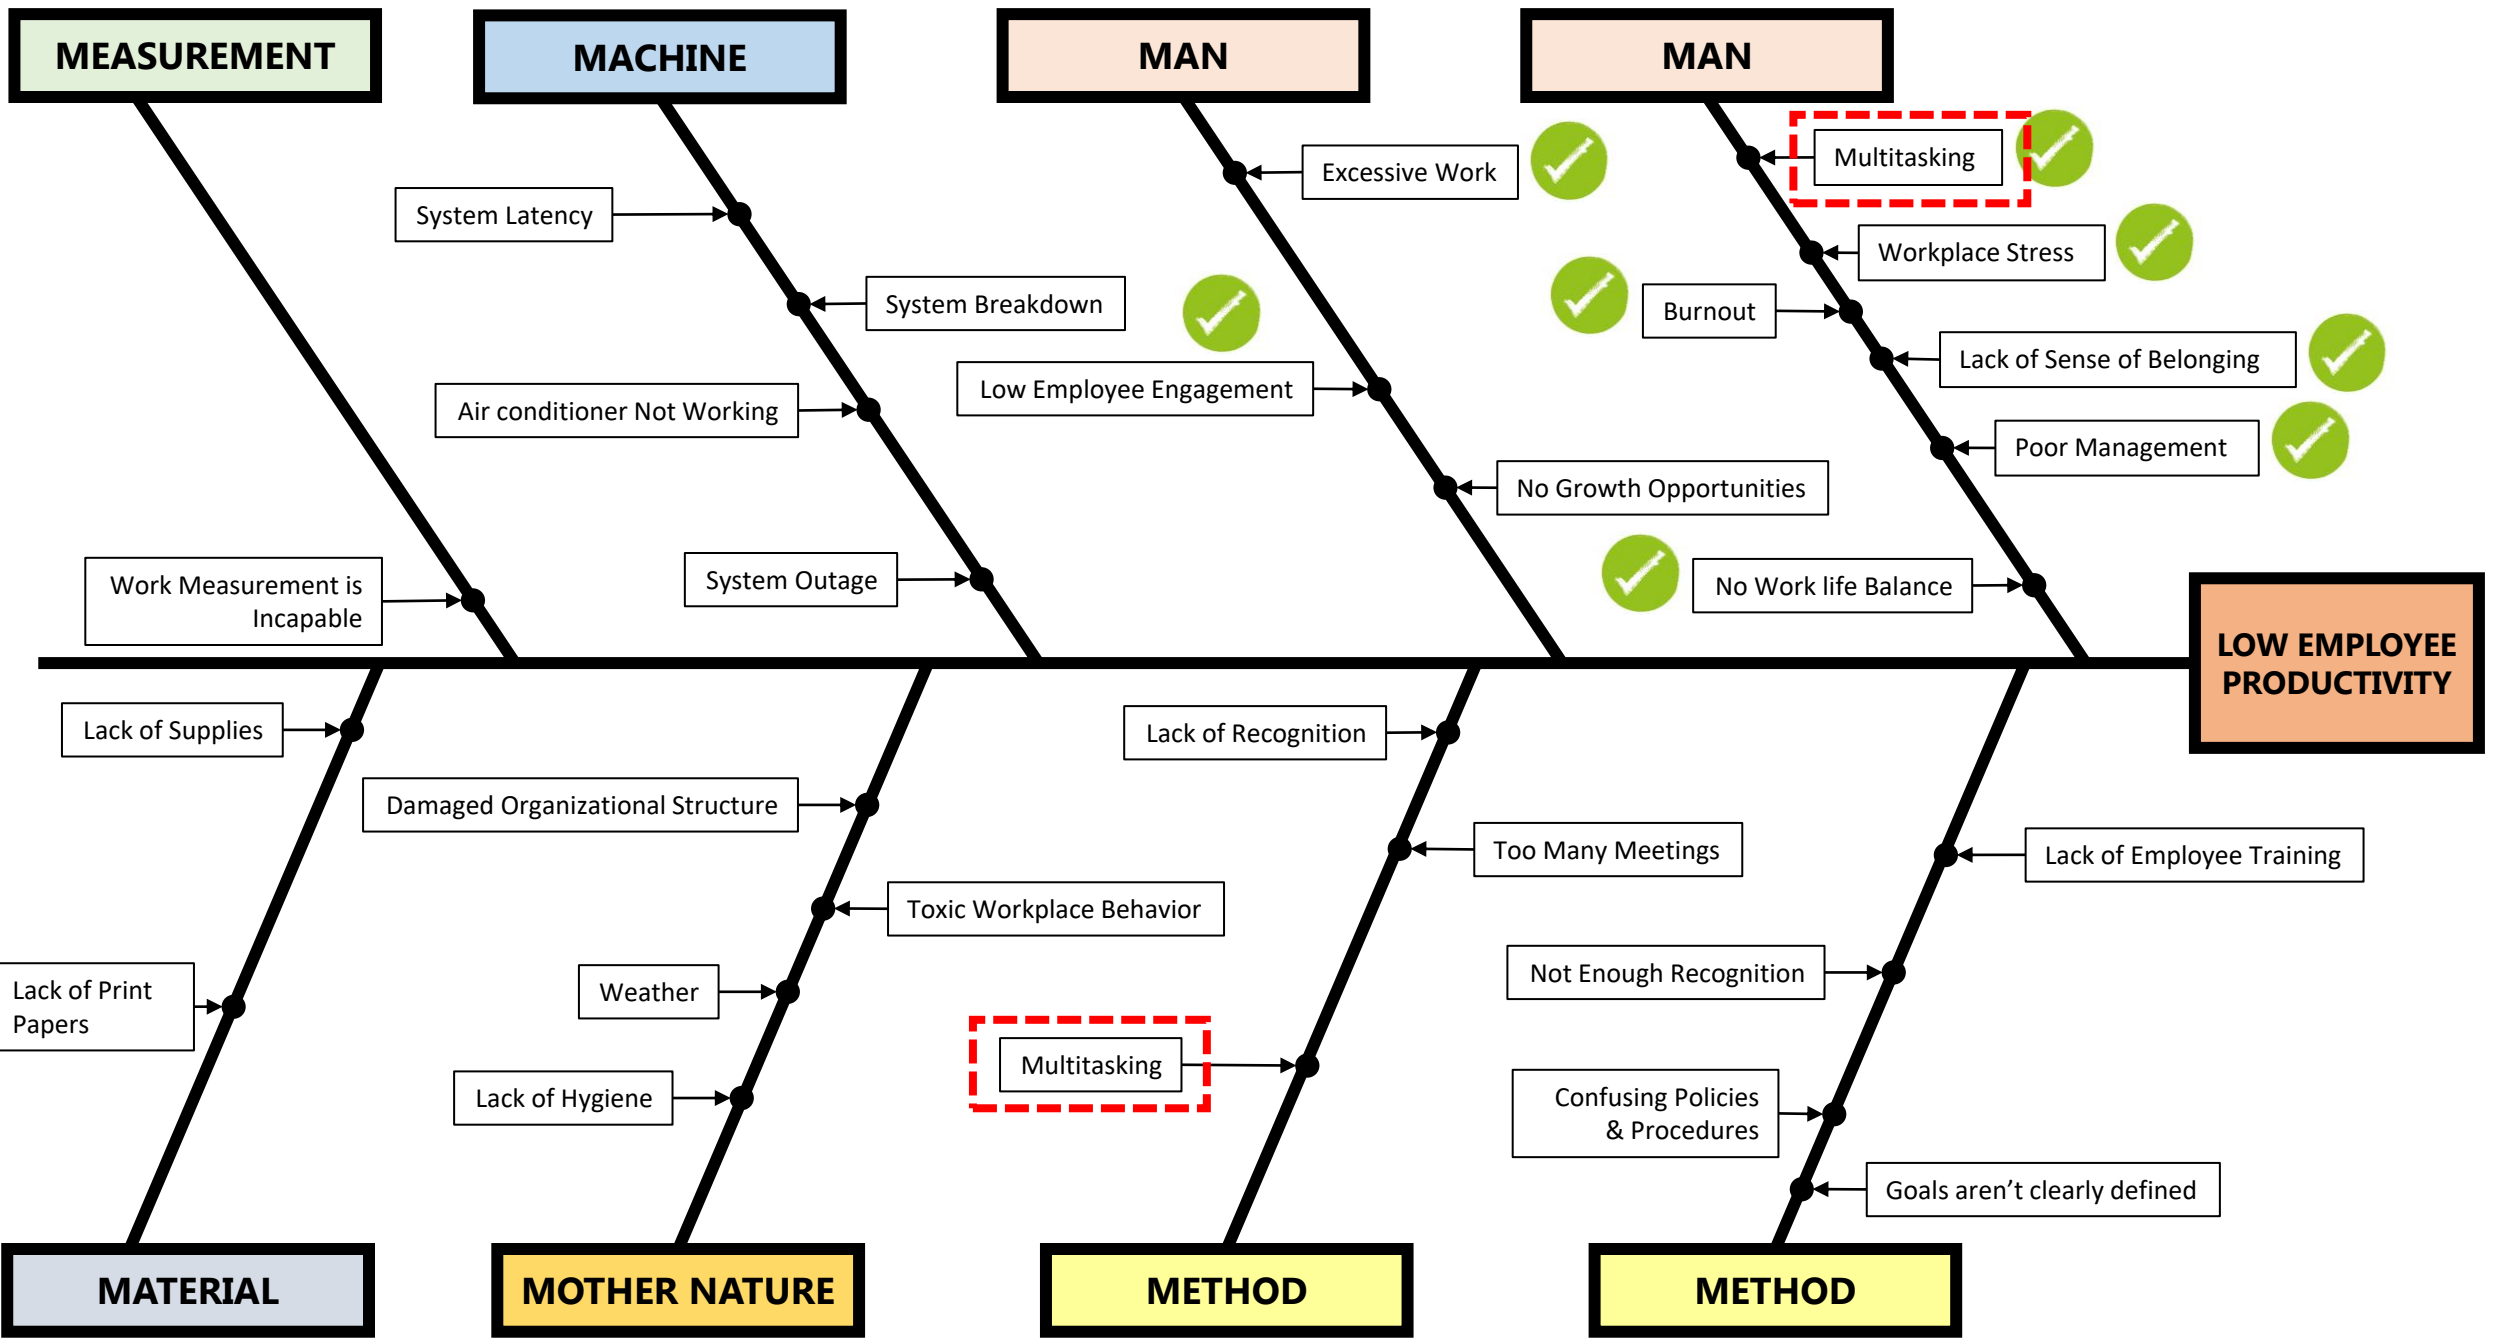 MEASUREMENT
MACHINE
MAN
MAN
Multitasking
Excessive Work
System Latency
Workplace Stress
System Breakdown
Burnout
Lack of Sense of Belonging
Low Employee Engagement
Air conditioner Not Working
Poor Management
No Growth Opportunities
Work Measurement is
Incapable
System Outage
No Work life Balance
LOW EMPLOYEE
PRODUCTIVITY
Lack of Supplies
Lack of Recognition
Damaged Organizational Structure
Too Many Meetings
Lack of Employee Training
Toxic Workplace Behavior
Not Enough Recognition
Lack of Print
Papers
Weather
Multitasking
Lack of Hygiene
Confusing Policies
& Procedures
Goals aren't clearly defined
MATERIAL
MOTHER NATURE
METHOD
METHOD